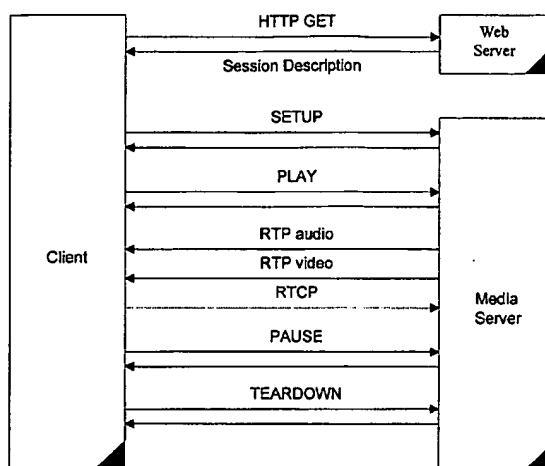 HTTP GET
Web
Server
Session Description
SETUP
PLAY
RTP audio
Client
RTP video
RTCP
Media
Server
PAUSE
TEARDOWN